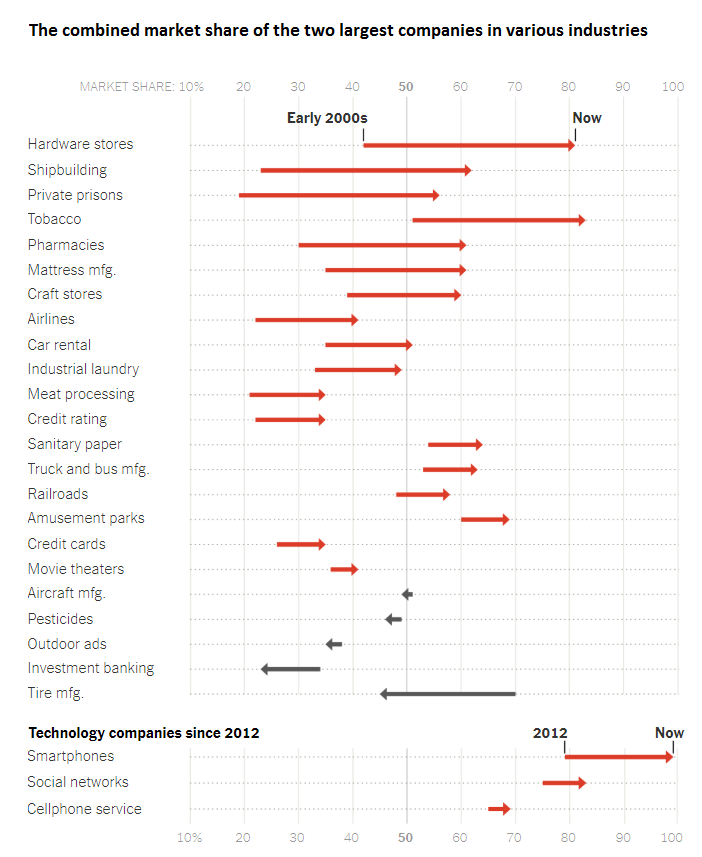 The combined market share of the two largest companies in various industries
MARKET SHARE: 10% 20 30 40 50 60 70 80 90 100
Early 2000s Now
Hardware stores
Shipbuilding
Private prisons
Tobacco
Pharmacies
Mattress mfg.
Craft stores
Airlines
Car rental
Industrial laundry
Meat processing
Credit rating
Sanitary paper
Truck and bus mfg.
Railroads
Amusement parks
Credit cards
Movie theaters
Aircraft mfg.
Pesticides
Outdoor ads
Investment banking
Tire mfg.
Technology companies since 2012 2012 Now
Smartphones
Social networks
Cellphone service
10% 20 30 40 50 60 70 80 90 100